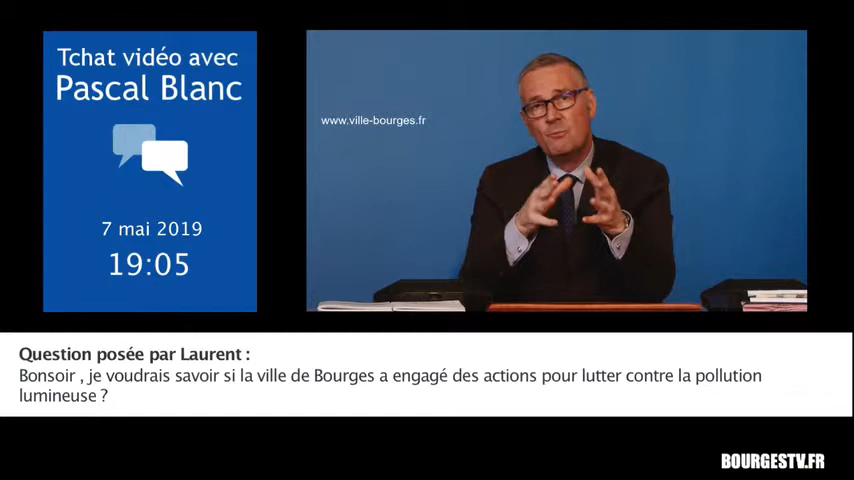 Tchat vidéo avec
Pascal Blanc
www.ville-bourges.fr
7 mai 2019
19:05
Question posée par Laurent :
Bonsoir , je voudrais savoir si la ville de Bourges a engagé des actions pour lutter contre la pollution
lumineuse ?
BOURGESTV.FR